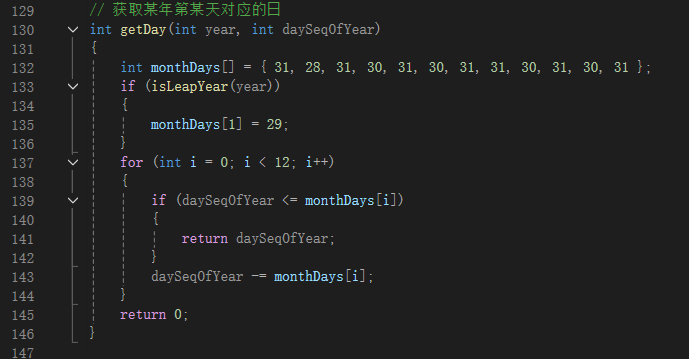 129 // 获取某年第某天对应的日
130 int getDay(int year, int daySeqOfYear)
131 {
132 int monthDays[] = { 31, 28, 31, 30, 31, 30, 31, 31, 30, 31, 30, 31 };
133 if (isLeapYear(year))
134 {
135 monthDays[1] = 29;
136 }
137 for (int i = 0; i < 12; i++)
138 {
139 if (daySeqOfYear <= monthDays[i])
140 {
141 return daySeqOfYear;
142 }
143 daySeqOfYear -= monthDays[i];
144 }
145 return 0;
146 }
147